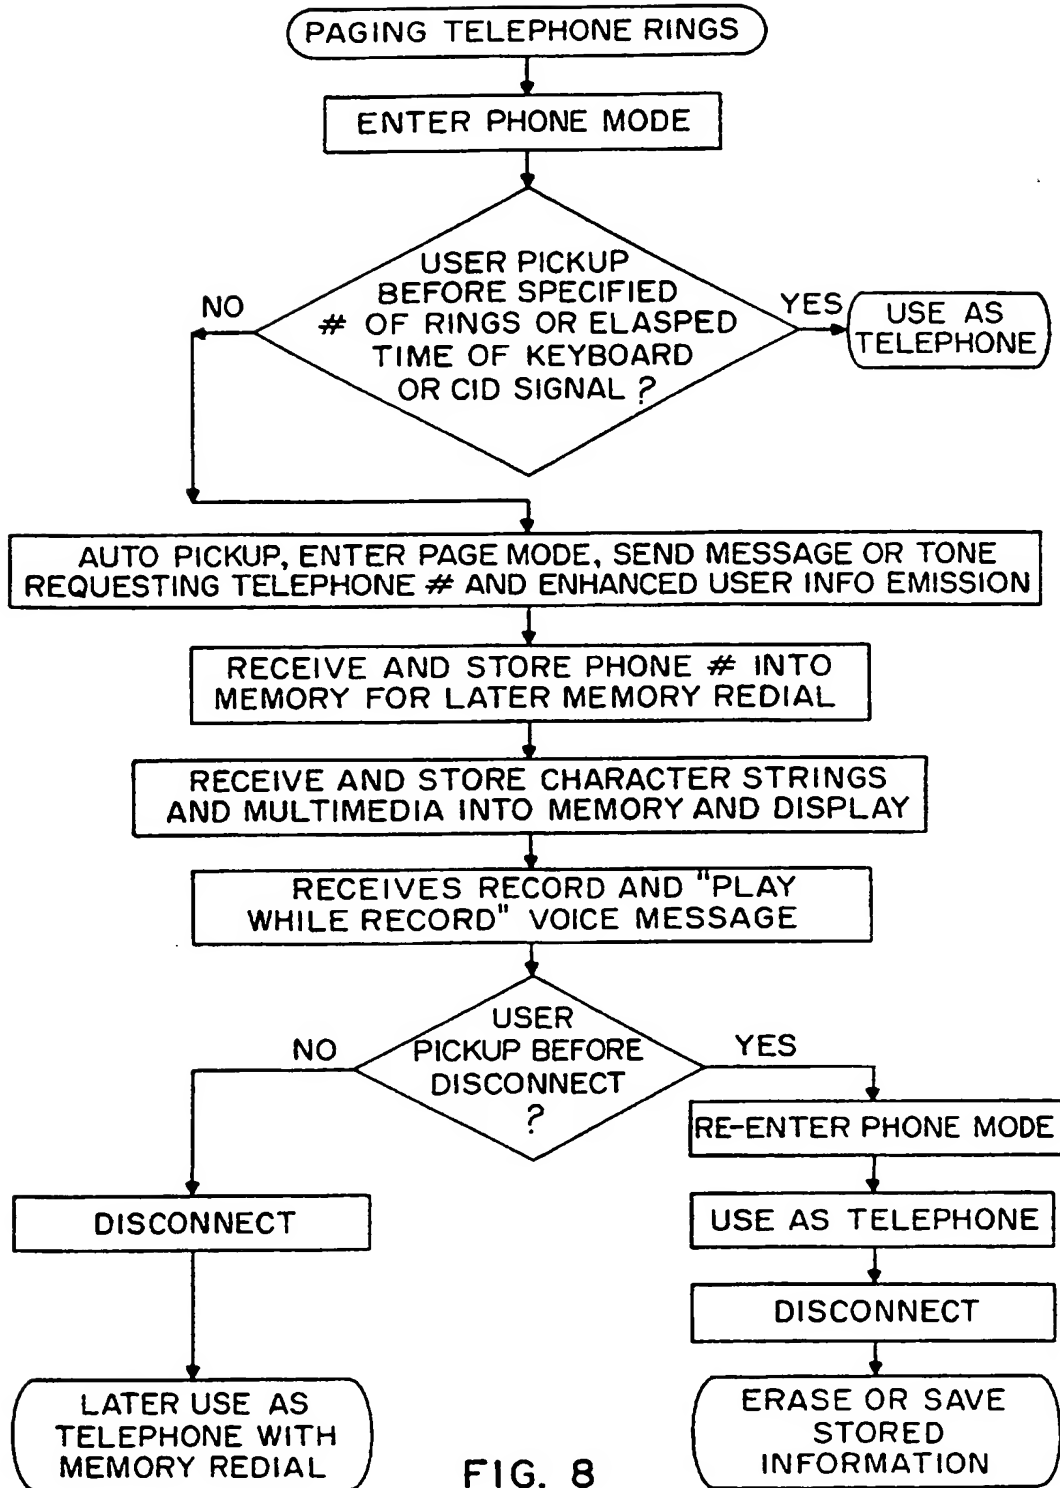 PAGING TELEPHONE RINGS
ENTER PHONE MODE
USER PICKUP
BEFORE SPECIFIED
# OF RINGS OR ELASPED
TIME OF KEYBOARD
OR CID SIGNAL ?
NO
YES
USE AS
TELEPHONE
AUTO PICKUP, ENTER PAGE MODE, SEND MESSAGE OR TONE
REQUESTING TELEPHONE # AND ENHANCED USER INFO EMISSION
RECEIVE AND STORE PHONE # INTO
MEMORY FOR LATER MEMORY REDIAL
RECEIVE AND STORE CHARACTER STRINGS
AND MULTIMEDIA INTO MEMORY AND DISPLAY
RECEIVES RECORD AND "PLAY
WHILE RECORD" VOICE MESSAGE
USER
PICKUP BEFORE
DISCONNECT
?
NO
YES
DISCONNECT
LATER USE AS
TELEPHONE WITH
MEMORY REDIAL
RE-ENTER PHONE MODE
USE AS TELEPHONE
DISCONNECT
ERASE OR SAVE
STORED
INFORMATION
FIG. 8